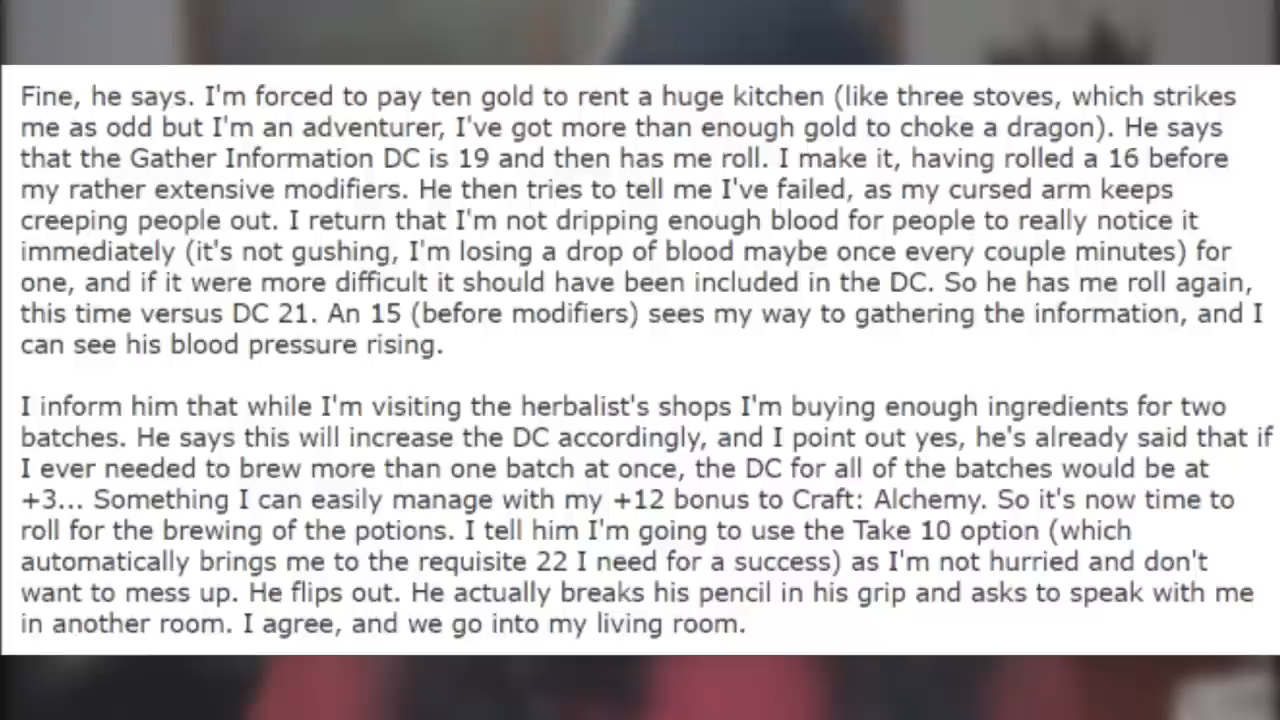 Fine, he says. I'm forced to pay ten gold to rent a huge kitchen (like three stoves, which strikes
me as odd but I'm an adventurer, I've got more than enough gold to choke a dragon). He says
that the Gather Information DC is 19 and then has me roll. I make it, having rolled a 16 before
my rather extensive modifiers. He then tries to tell me I've failed, as my cursed arm keeps
creeping people out. I return that I'm not dripping enough blood for people to really notice it
immediately (it's not gushing, I'm losing a drop of blood maybe once every couple minutes) for
one, and if it were more difficult it should have been included in the DC. So he has me roll again,
this time versus DC 21. An 15 (before modifiers) sees my way to gathering the information, and I
can see his blood pressure rising.
I inform him that while I'm visiting the herbalist's shops I'm buying enough ingredients for two
batches. He says this will increase the DC accordingly, and I point out yes, he's already said that if
I ever needed to brew more than one batch at once, the DC for all of the batches would be at
+3... Something I can easily manage with my +12 bonus to Craft: Alchemy. So it's now time to
roll for the brewing of the potions. I tell him I'm going to use the Take 10 option (which
automatically brings me to the requisite 22 I need for a success) as I'm not hurried and don't
want to mess up. He flips out. He actually breaks his pencil in his grip and asks to speak with me
in another room. I agree, and we go into my living room.